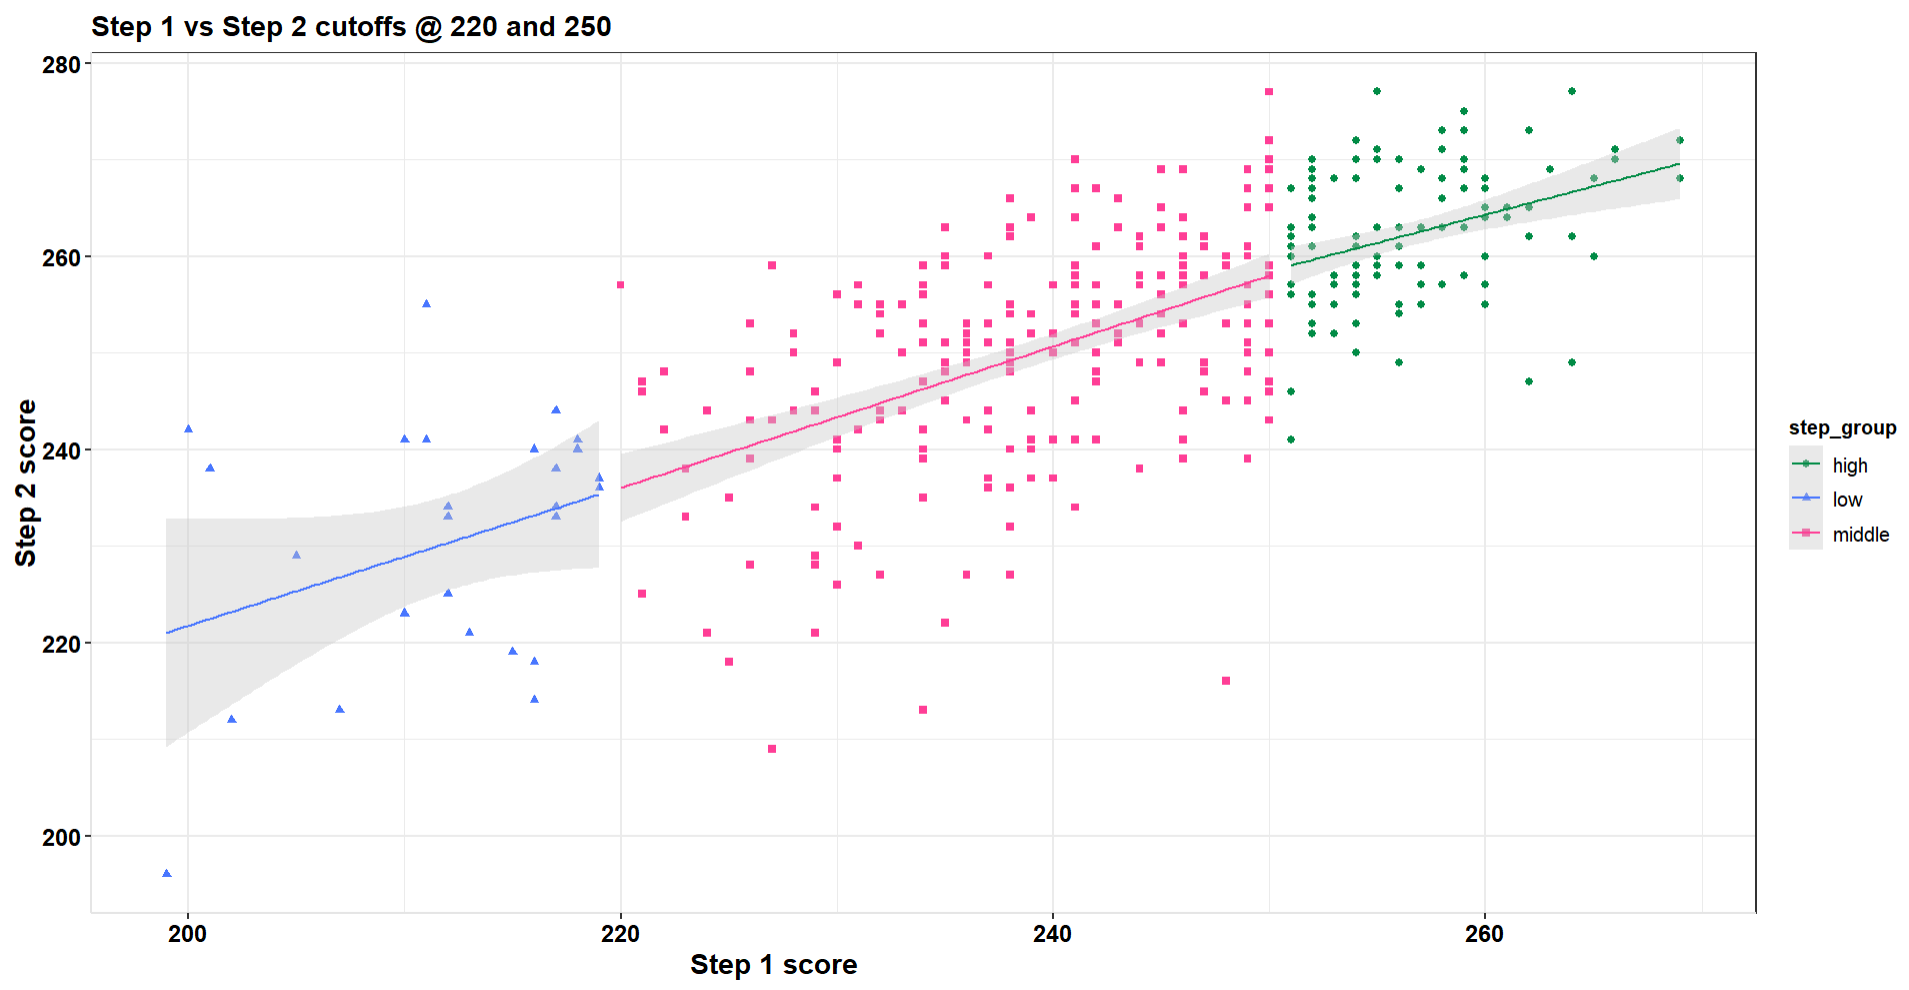 Step 1 vs Step 2 cutoffs @ 220 and 250
280
260
240
220
200
Step 2 score
200
220
240
260
Step 1 score
step_group
high
low
middle